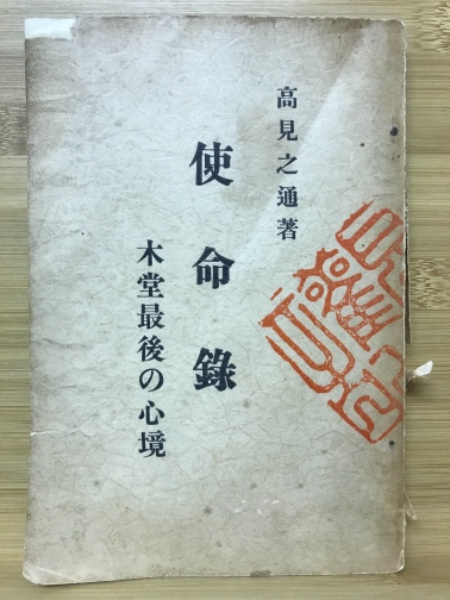 高見之通著
使命錄
木堂最後の心境